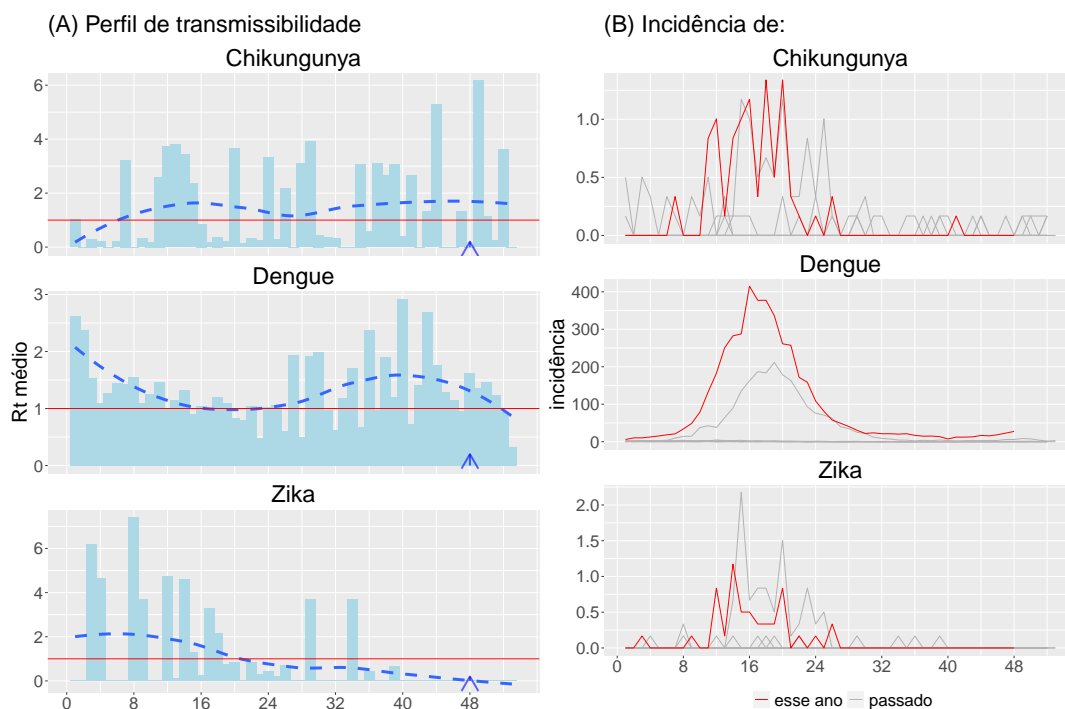 (A) Perfil de transmissibilidade
Chikungunya
6
4
2
0
Dengue
3
2
1
0
Rt médio
Zika
6
4
2
0
0 8 16 24 32 40 48
(B) Incidência de:
Chikungunya
1.0
0.5
0.0
Dengue
400
300
200
100
0
incidência
Zika
2.0
1.5
1.0
0.5
0.0
0 8 16 24 32 40 48
esse ano passado